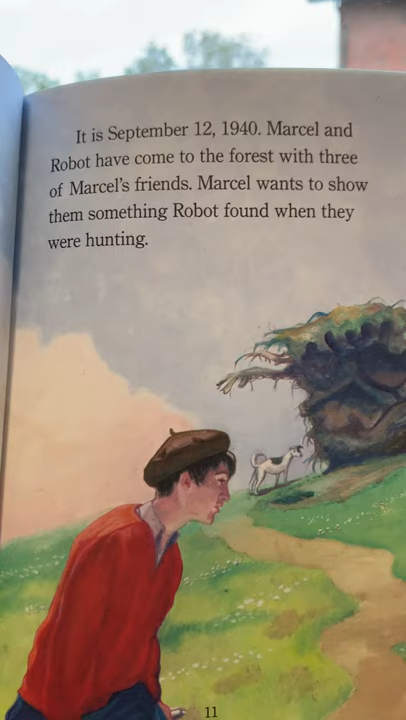 It is September 12, 1940. Marcel and
Robot have come to the forest with three
of Marcel's friends. Marcel wants to show
them something Robot found when they
were hunting.
11